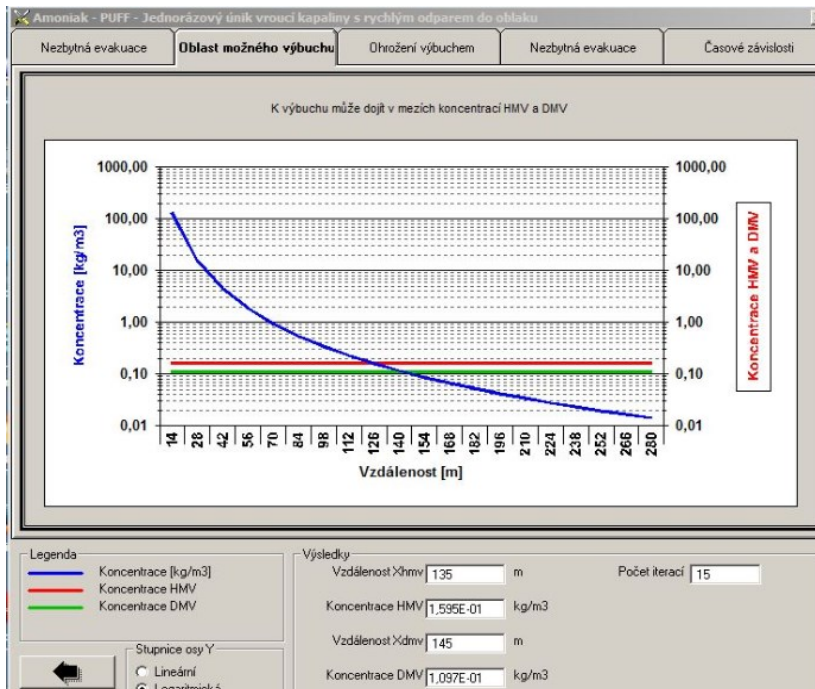 Amoniak - PUFF - Jednorázový únik vroucí kapaliny s rychlým odparem do oblaku
Nezbytná evakuace
Oblast možného výbuchu
Ohrožení výbuchem
Nezbytná evakuace
Časové závislosti
K výbuchu může dojít v mezích koncentrací HMV a DMV
Koncentrace [kg/m3]
1000,00
100,00
10,00
1,00
0,10
0,01
1000,00
100,00
10,00
1,00
0,10
0,01
Koncentrace HMV a DMV
14 28 42 56 70 84 98 112 126 140 154 168 182 196 210 224 238 252 266 280
Vzdálenost [m]
Legenda
Koncentrace [kg/m3]
Koncentrace HMV
Koncentrace DMV
Stupnice osy Y
Lineární
Logaritmická
Výsledky
Vzdálenost Xhmv 135 m
Počet iterací 15
Koncentrace HMV 1,595E-01 kg/m3
Vzdálenost Xdmv 145 m
Koncentrace DMV 1,097E-01 kg/m3